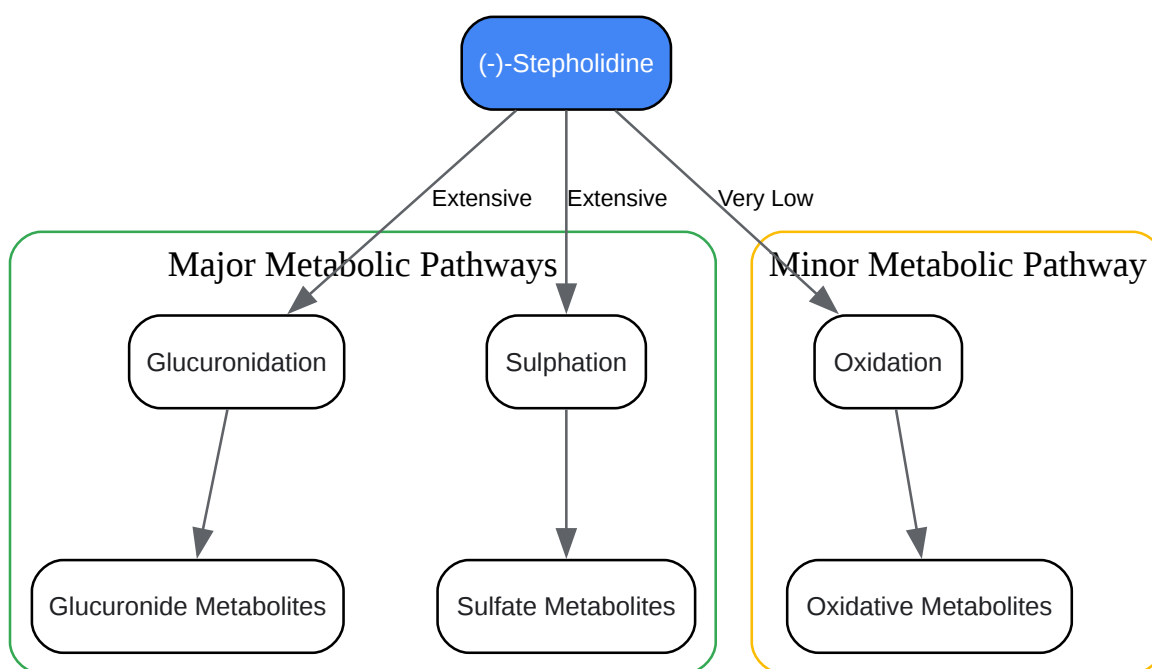 (-)-Stepholidine
Extensive
Extensive
Very Low
Major Metabolic Pathways
Minor Metabolic Pathway
Glucuronidation
Sulphation
Oxidation
Glucuronide Metabolites
Sulfate Metabolites
Oxidative Metabolites